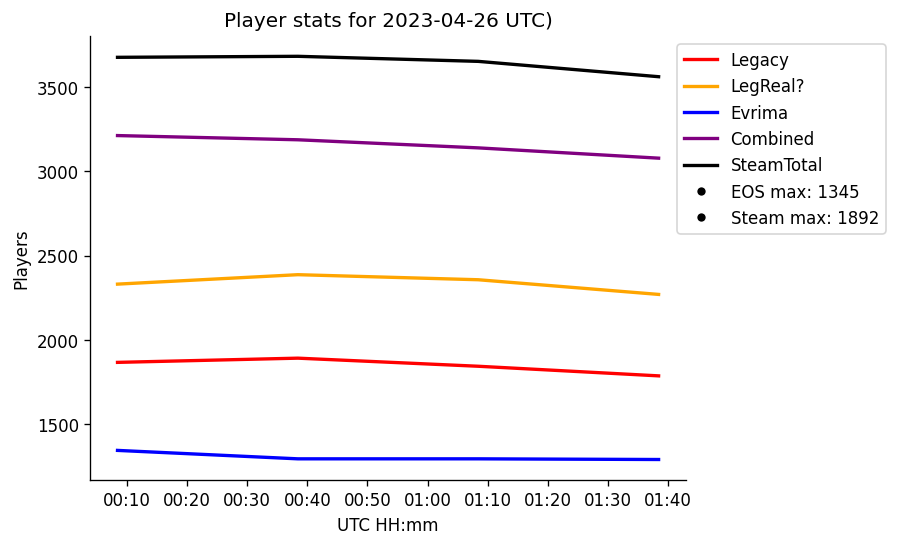 Player stats for 2023-04-26 UTC)
Legacy
LegReal?
Evrima
Combined
SteamTotal
EOS max: 1345
Steam max: 1892
Players
3500
3000
2500
2000
1500
00:10 00:20 00:30 00:40 00:50 01:00 01:10 01:20 01:30 01:40
UTC HH:mm